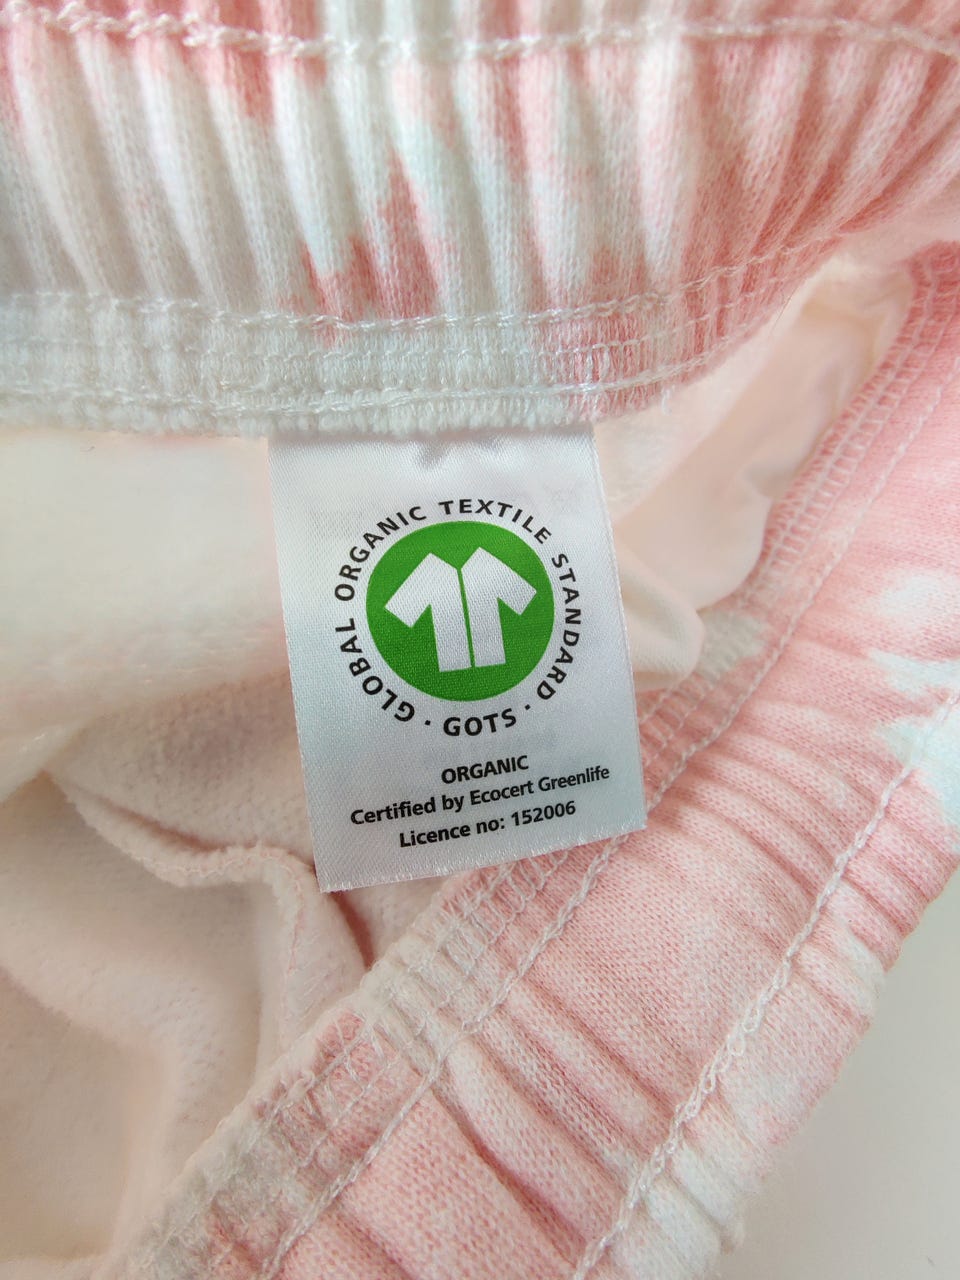 GLOBAL ORGANIC TEXTILE STANDARD · GOTS ·
ORGANIC
Certified by Ecocert Greenlife
Licence no: 152006